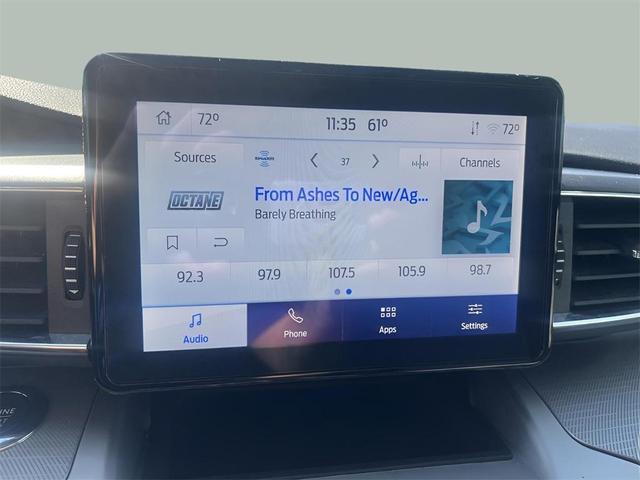 72° 11:35 61° 72°
Sources SIRIUSXM 37 Channels
OCTANE From Ashes To New/Ag...
Barely Breathing
92.3 97.9 107.5 105.9 98.7
Audio Phone Apps Settings